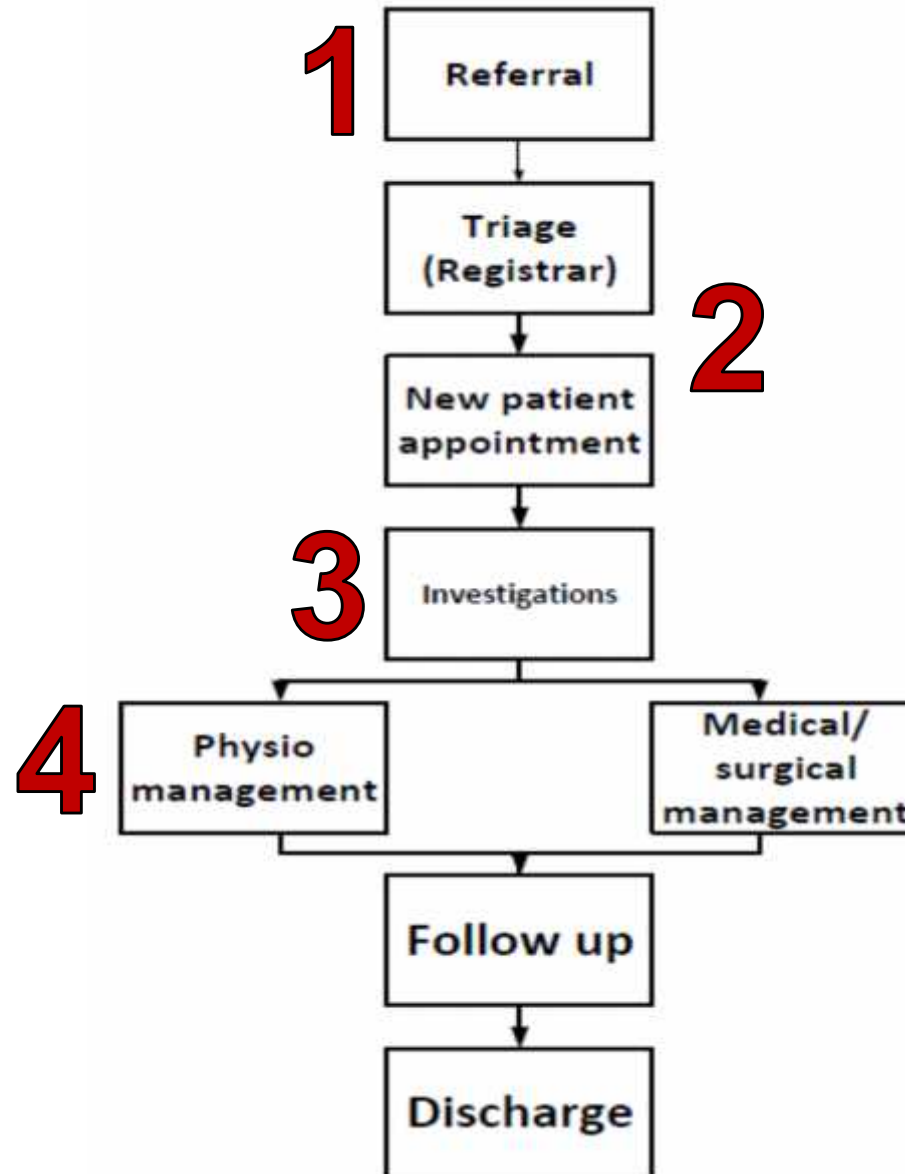 1
Referral
Triage
(Registrar)
2
New patient
appointment
3
Investigations
4
Physio
management
Medical/
surgical
management
Follow up
Discharge